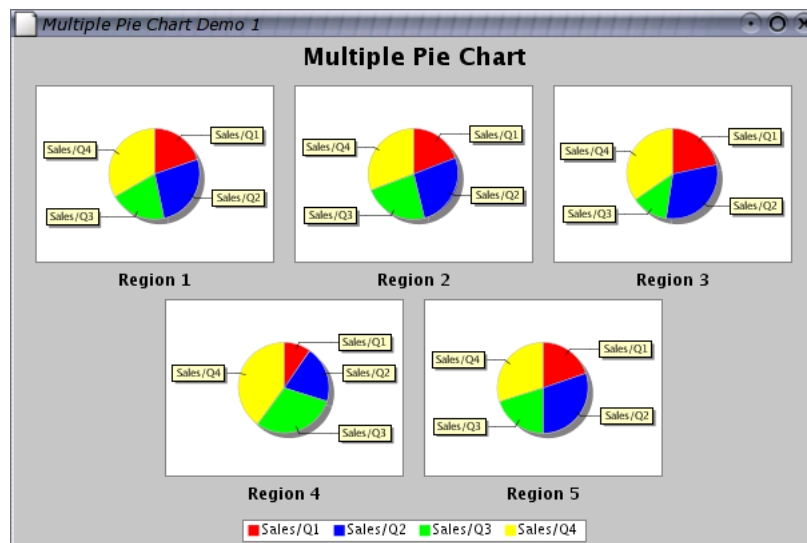 Multiple Pie Chart Demo 1
Multiple Pie Chart
Sales/Q1
Sales/Q4
Sales/Q2
Sales/Q3
Region 1
Sales/Q1
Sales/Q4
Sales/Q2
Sales/Q3
Region 2
Sales/Q1
Sales/Q4
Sales/Q2
Sales/Q3
Region 3
Sales/Q1
Sales/Q4
Sales/Q2
Sales/Q3
Region 4
Sales/Q1
Sales/Q4
Sales/Q2
Sales/Q3
Region 5
Sales/Q1 Sales/Q2 Sales/Q3 Sales/Q4